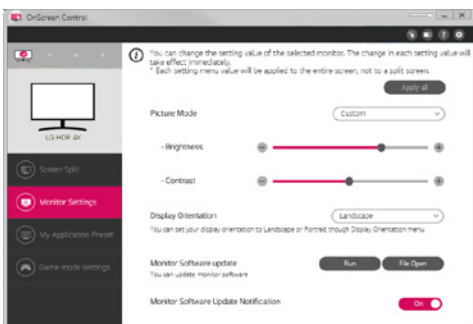 OnScreen Control
You can change the setting value of the selected monitor. The change in each setting value will
take effect immediately.
* Each setting menu value will be applied to the entire screen; not to a split screen.
Apply all
LG HDR 4K
Picture Mode
Custom
- Brightness
- Contrast
Screen Split
Monitor Settings
My Application Preset
Game mode settings
Display Orientation
Landscape
You can set your display orientation to Landscape or Portrait though Display Orientation menu.
Monitor Software update
Run
File Open
You can update monitor software
Monitor Software Update Notification
On